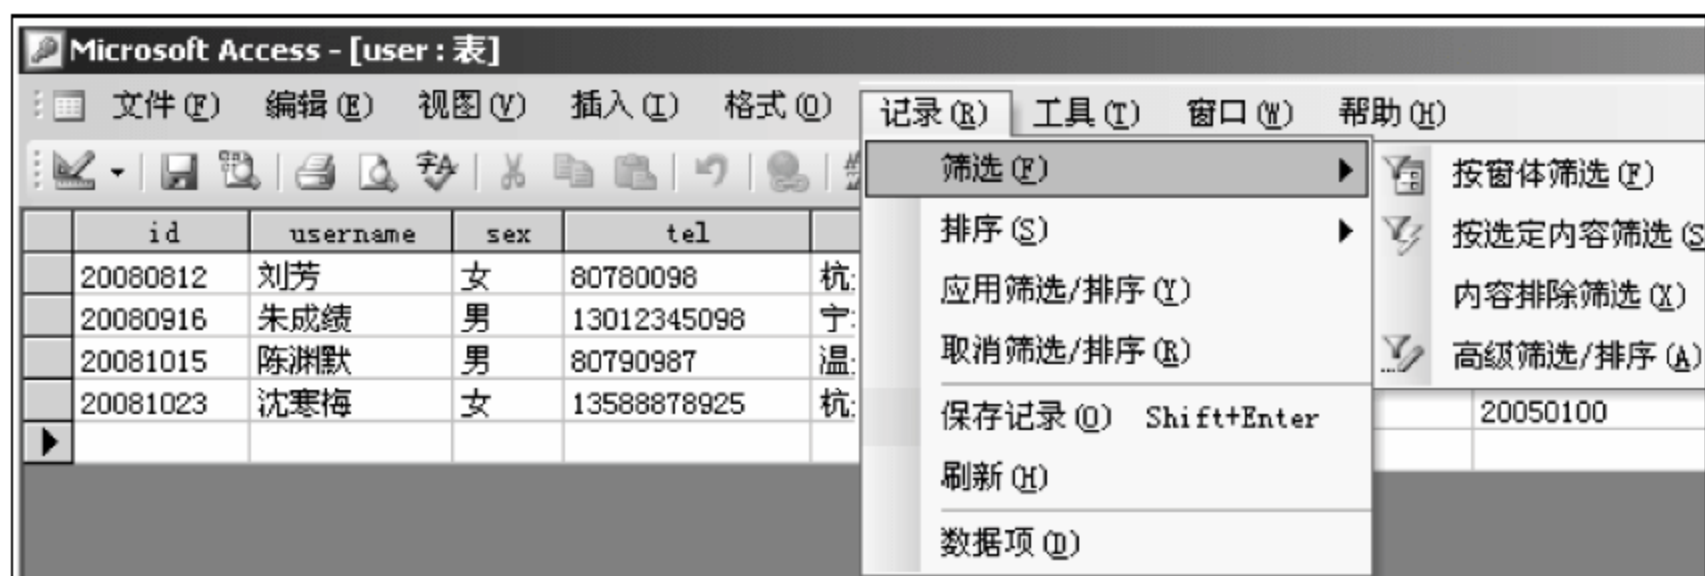 Microsoft Access - [user : 表]
文件(F) 编辑(E) 视图(V) 插入(I) 格式(O) 记录(R) 工具(T) 窗口(W) 帮助(H)
筛选(F) 按窗体筛选(F)
id username sex tel 排序(S) 按选定内容筛选(S
20080812 刘芳 女 80780098 杭 应用筛选/排序(Y) 内容排除筛选(X)
20080916 朱成绩 男 13012345098 宁
20081015 陈渊默 男 80790987 温 取消筛选/排序(R) 高级筛选/排序(A)
20081023 沈寒梅 女 13588878925 杭 保存记录(O) Shift+Enter 20050100
刷新(H)
数据项(D)